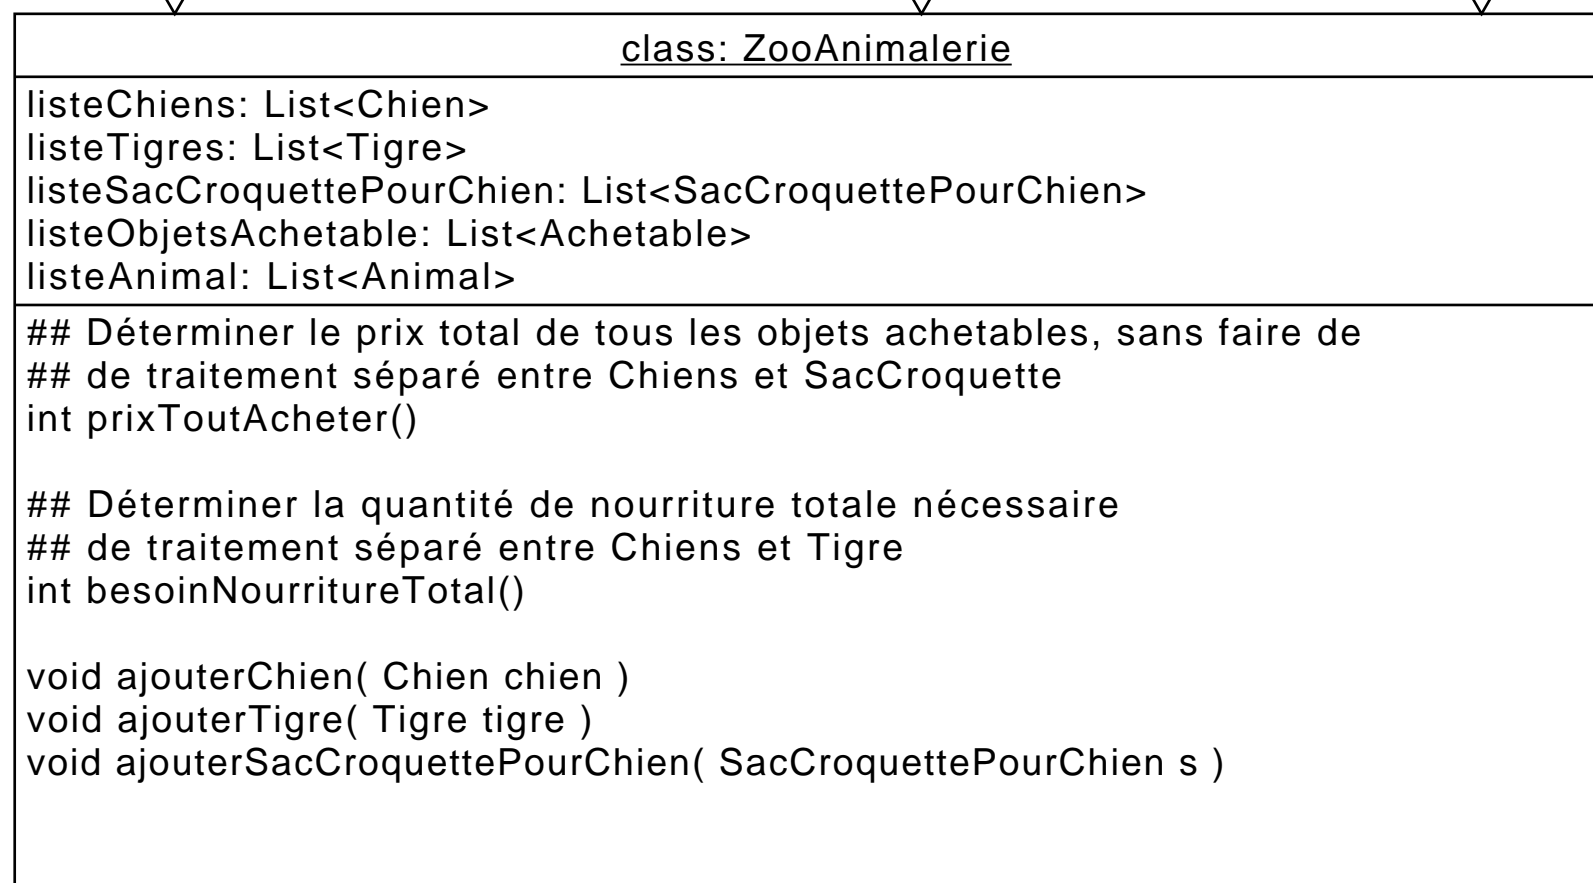 class: ZooAnimalerie
listeChiens: List<Chien>
listeTigres: List<Tigre>
listeSacCroquettePourChien: List<SacCroquettePourChien>
listeObjetsAchetable: List<Achetable>
listeAnimal: List<Animal>
## Déterminer le prix total de tous les objets achetables, sans faire de
## de traitement séparé entre Chiens et SacCroquette
int prixToutAcheter()
## Déterminer la quantité de nourriture totale nécessaire
## de traitement séparé entre Chiens et Tigre
int besoinNourritureTotal()
void ajouterChien( Chien chien )
void ajouterTigre( Tigre tigre )
void ajouterSacCroquettePourChien( SacCroquettePourChien s )